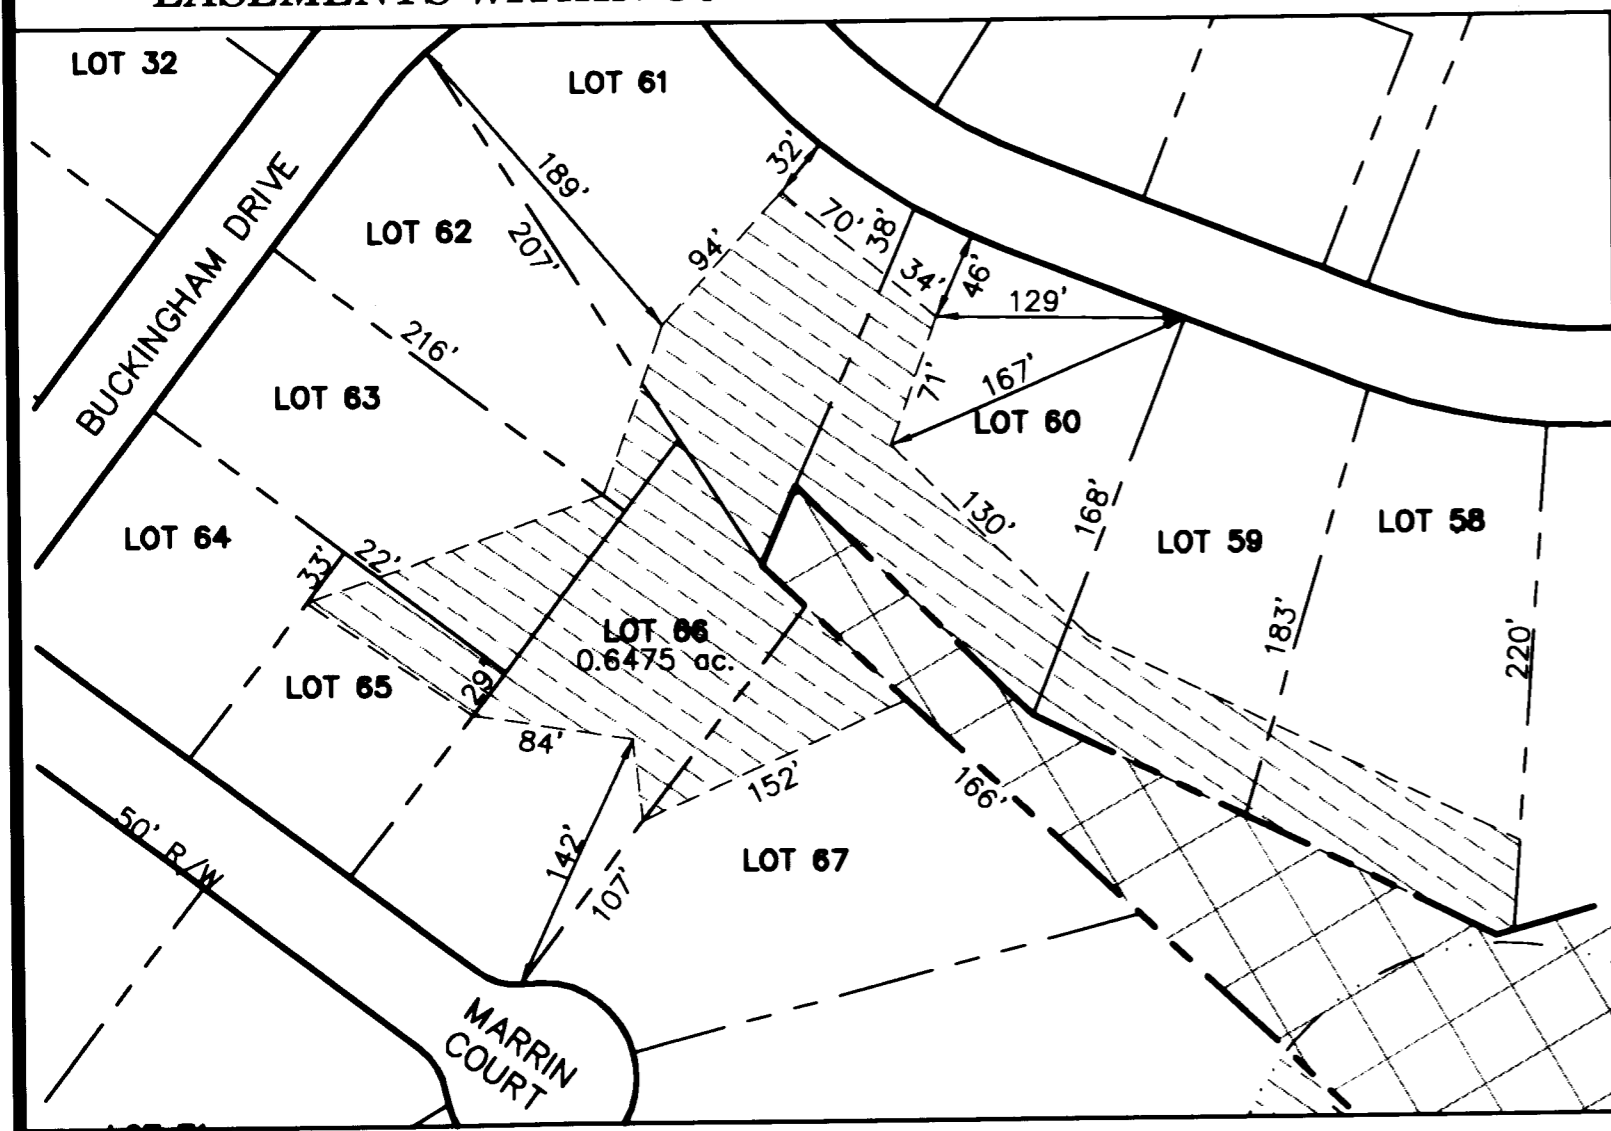 LOT 32
LOT 61
32'
189'
70'
38'
LOT 62
207'
94'
34'
46'
129'
BUCKINGHAM DRIVE
216'
71'
167'
LOT 63
LOT 60
130'
168'
LOT 64
LOT 59
LOT 58
33'
22'
LOT 66
0.6475 ac.
183'
220'
LOT 65
29'
84'
152'
166'
50' R/W
142'
107'
LOT 67
MARRIN
COURT